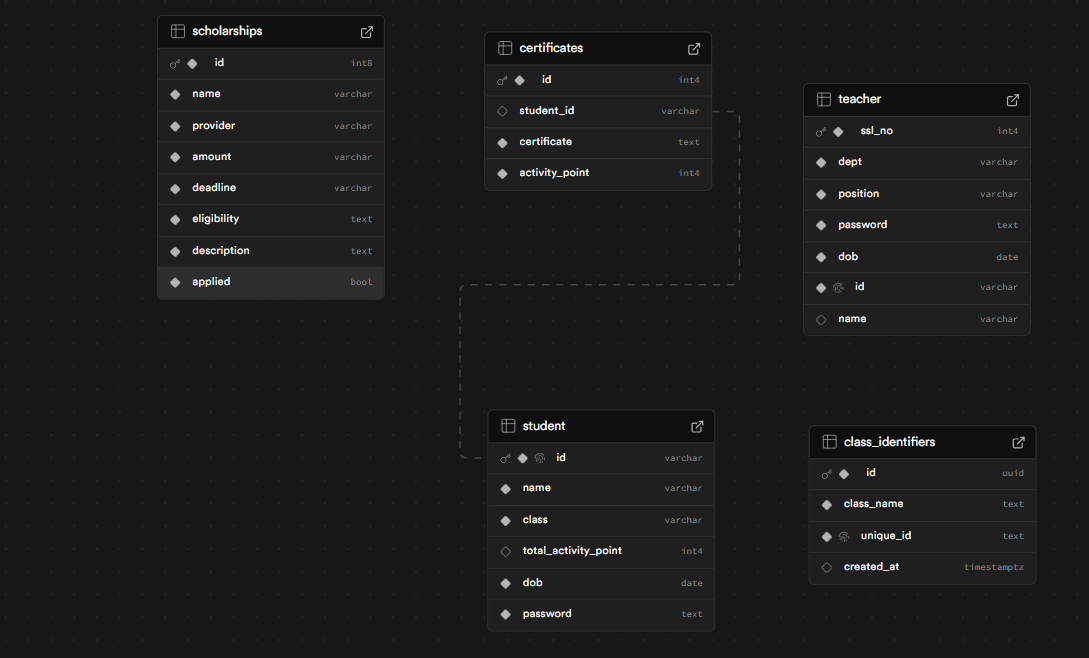 scholarships
id int8
name varchar
provider varchar
amount varchar
deadline varchar
eligibility text
description text
applied bool
certificates
id int4
student_id varchar
certificate text
activity_point int4
teacher
ssl_no int4
dept varchar
position varchar
password text
dob date
id varchar
name varchar
student
id varchar
name varchar
class varchar
total_activity_point int4
dob date
password text
class_identifiers
id uuid
class_name text
unique_id text
created_at timestamptz